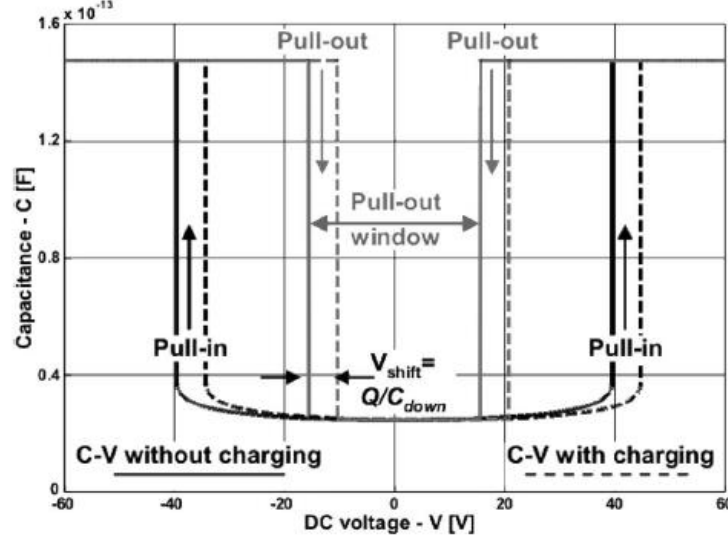 1.6 x 10⁻¹³
Pull-out Pull-out
1.2
Capacitance - C [F]
Pull-out
window
0.8
Pull-in Pull-in
V_shift=
Q/C_down
0.4
C-V without charging C-V with charging
0
-60 -40 -20 0 20 40 60
DC voltage - V [V]